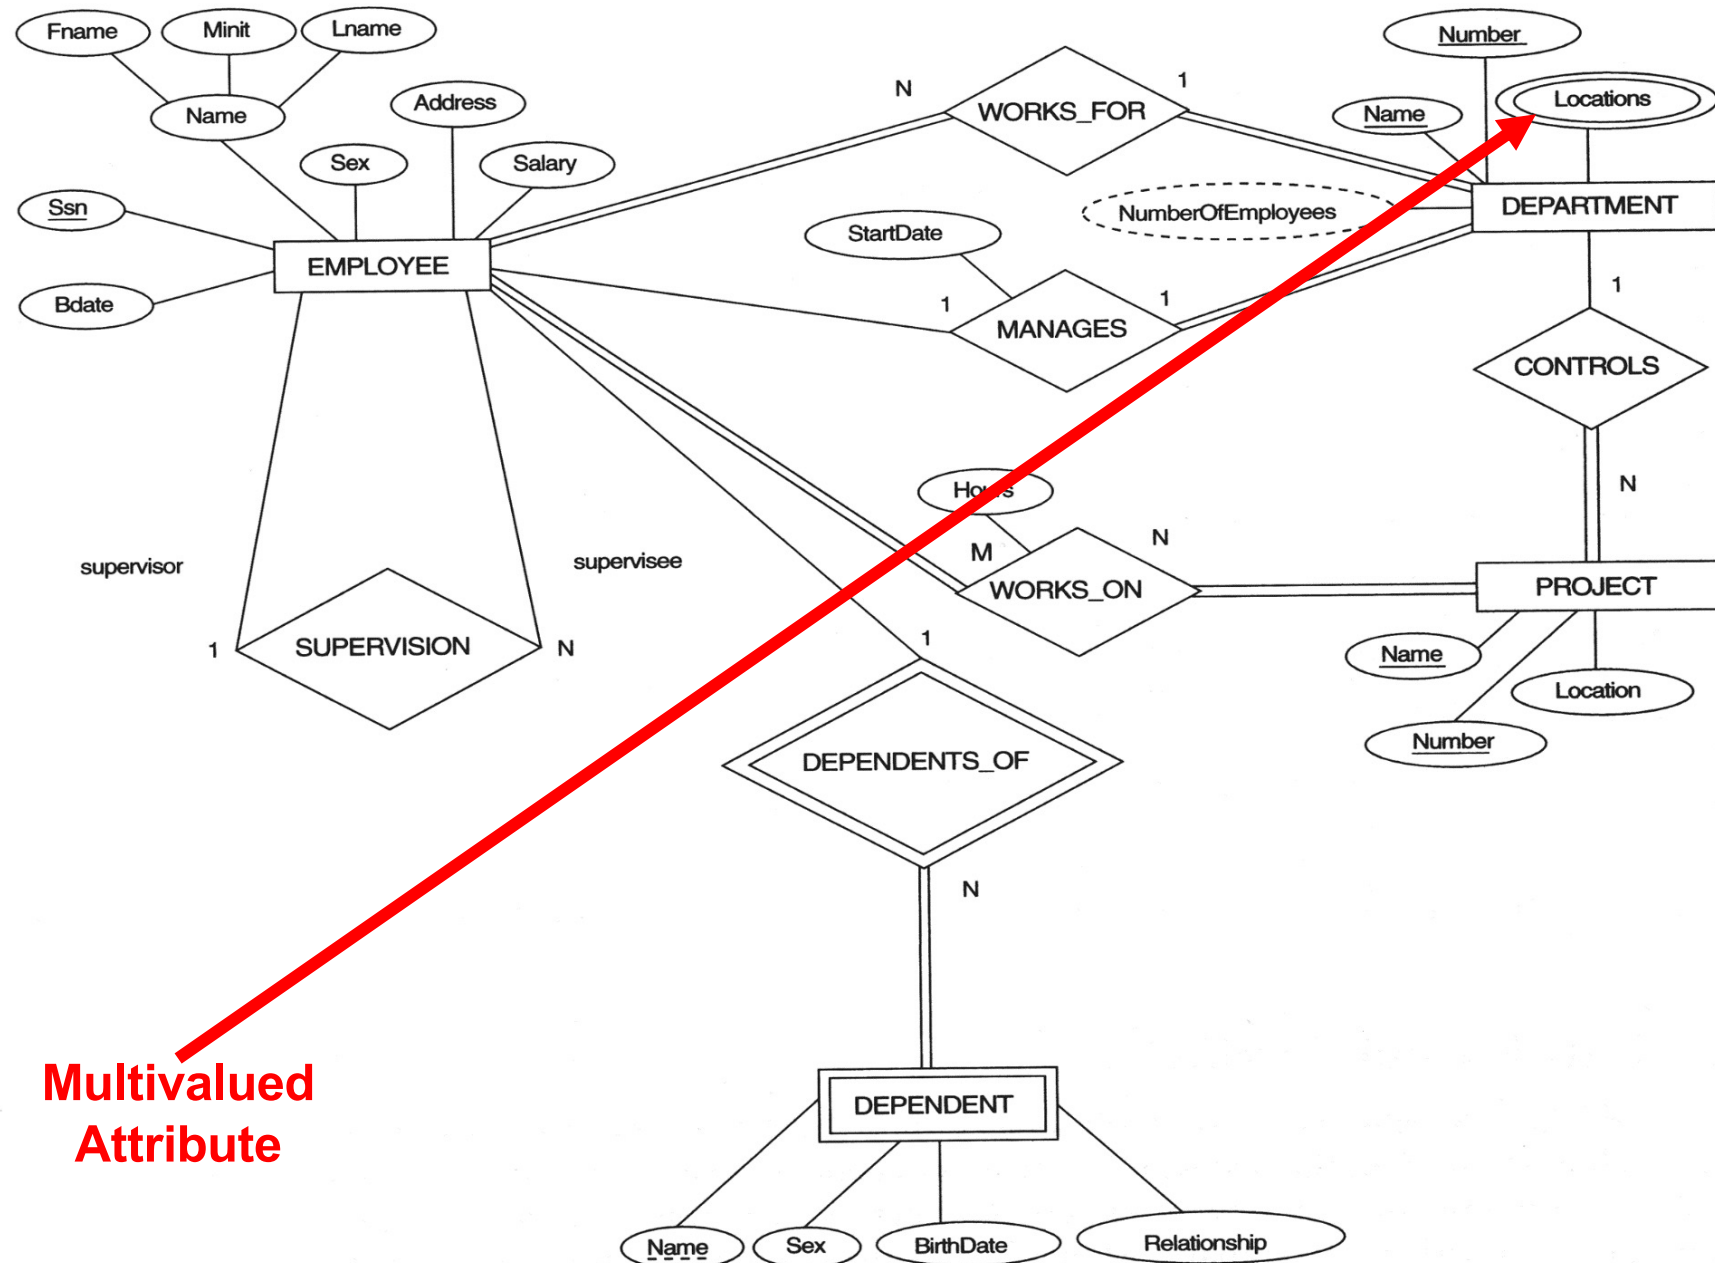 Fname
Minit
Lname
Number
Name
Address
Locations
N
WORKS_FOR
1
Name
Sex
Salary
Ssn
NumberOfEmployees
DEPARTMENT
StartDate
EMPLOYEE
Bdate
1
MANAGES
1
1
CONTROLS
Hours
N
M
N
supervisor
supervisee
WORKS_ON
PROJECT
1
SUPERVISION
N
1
Name
Location
Number
DEPENDENTS_OF
N
Multivalued
Attribute
DEPENDENT
Name
Sex
BirthDate
Relationship